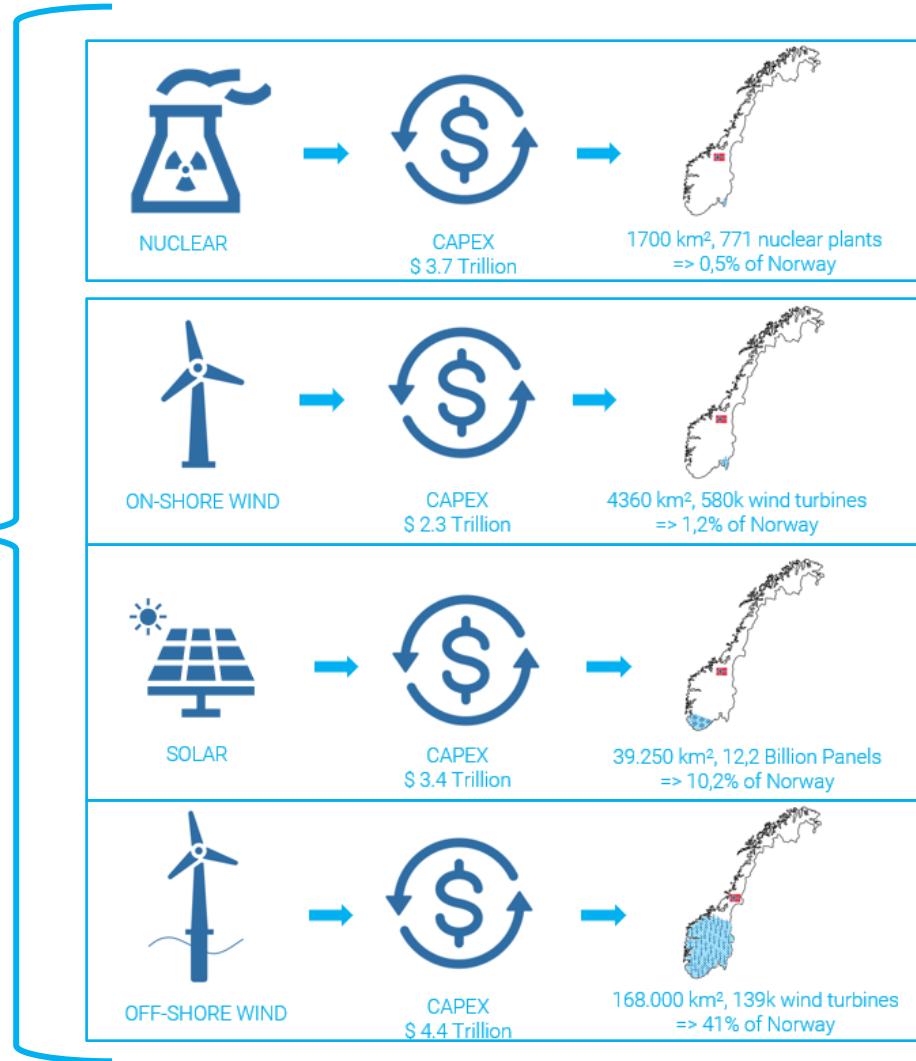 NUCLEAR
CAPEX
$ 3.7 Trillion
1700 km², 771 nuclear plants
=> 0,5% of Norway
ON-SHORE WIND
CAPEX
$ 2.3 Trillion
4360 km², 580k wind turbines
=> 1,2% of Norway
SOLAR
CAPEX
$ 3.4 Trillion
39.250 km², 12,2 Billion Panels
=> 10,2% of Norway
OFF-SHORE WIND
CAPEX
$ 4.4 Trillion
168.000 km², 139k wind turbines
=> 41% of Norway